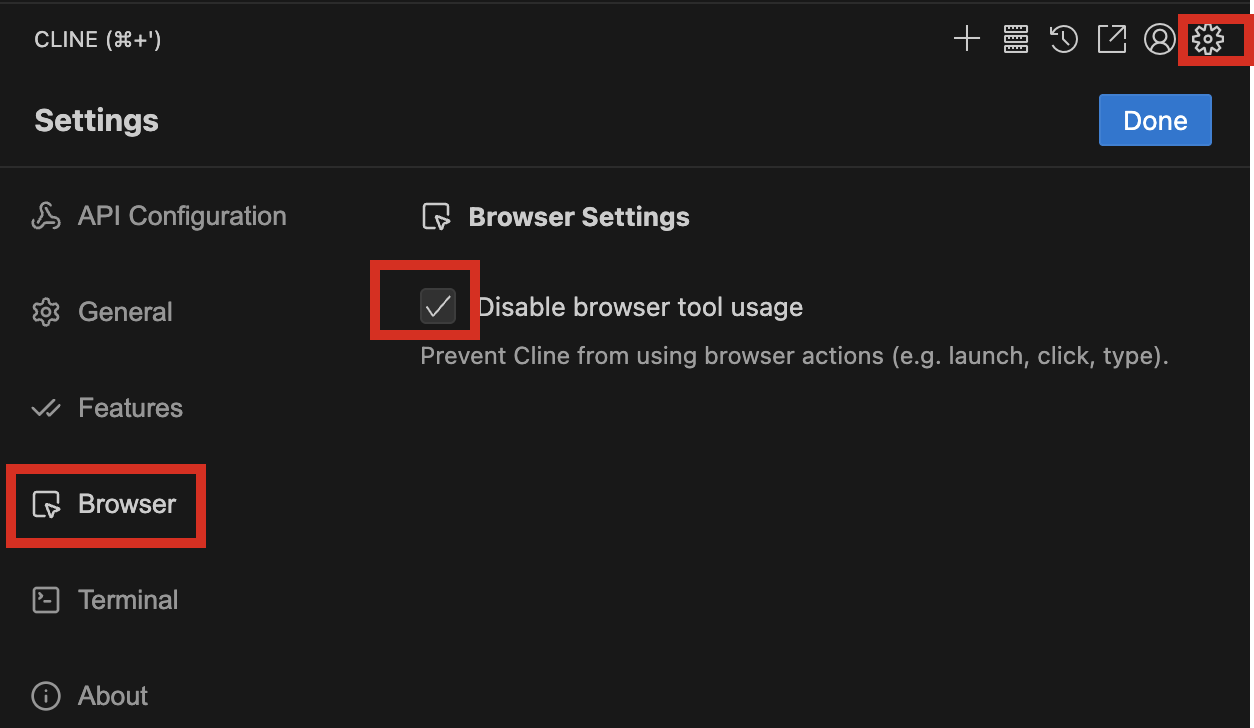 CLINE (⌘+')
Settings
Done
API Configuration
General
Features
Browser
Terminal
About
Browser Settings
Disable browser tool usage
Prevent Cline from using browser actions (e.g. launch, click, type).